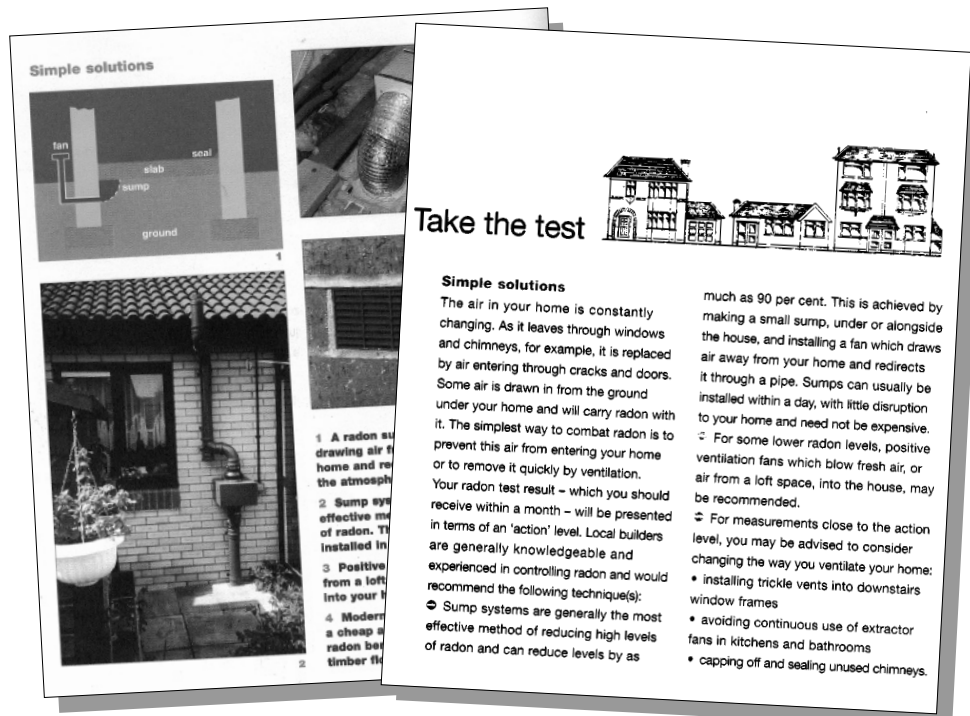 Simple solutions
fan
seal
slab
sump
ground
1
2
1 A radon
drawing air
home and
the
2 Sump
effective
of radon.
installed in
3 Positive
from a loft
into your
4
a cheap
radon
timber
Take the test
Simple solutions
The air in your home is constantly
changing. As it leaves through windows
and chimneys, for example, it is replaced
by air entering through cracks and doors.
Some air is drawn in from the ground
under your home and will carry radon with
it. The simplest way to combat radon is to
prevent this air from entering your home
or to remove it quickly by ventilation.
Your radon test result – which you should
receive within a month – will be presented
in terms of an 'action' level. Local builders
are generally knowledgeable and
experienced in controlling radon and would
recommend the following technique(s):
Sump systems are generally the most
effective method of reducing high levels
of radon and can reduce levels by as
much as 90 per cent. This is achieved by
making a small sump, under or alongside
the house, and installing a fan which draws
air away from your home and redirects
it through a pipe. Sumps can usually be
installed within a day, with little disruption
to your home and need not be expensive.
For some lower radon levels, positive
ventilation fans which blow fresh air, or
air from a loft space, into the house, may
be recommended.
For measurements close to the action
level, you may be advised to consider
changing the way you ventilate your home:
• installing trickle vents into downstairs
window frames
• avoiding continuous use of extractor
fans in kitchens and bathrooms
• capping off and sealing unused chimneys.